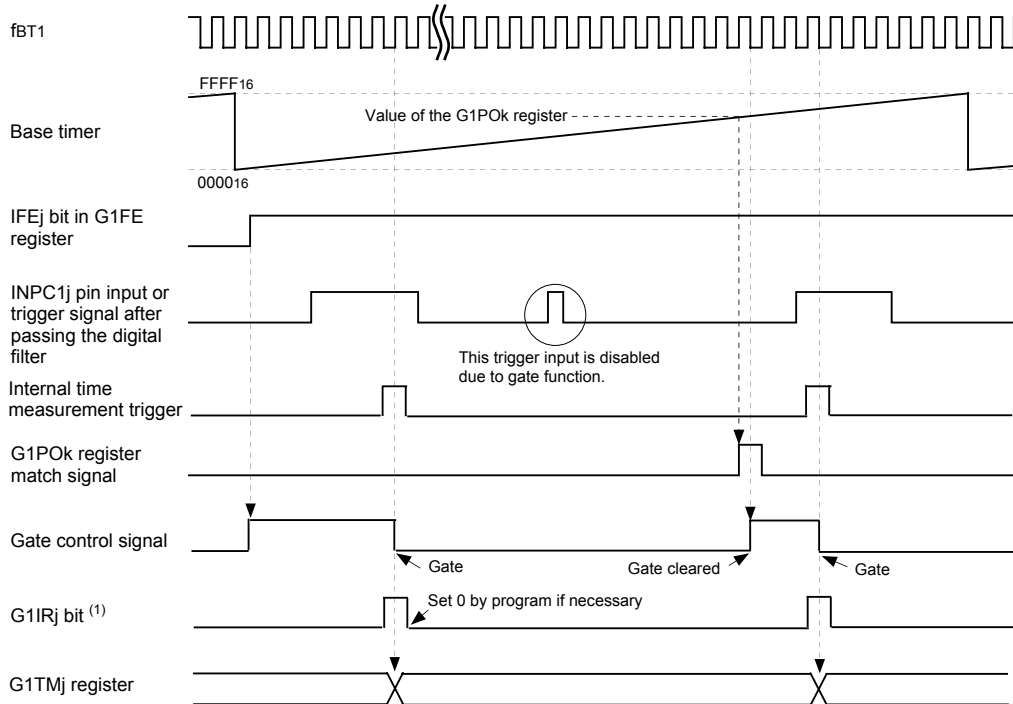 fBT1
FFFF16
Base timer
Value of the G1POk register
000016
IFEj bit in G1FE
register
INPC1j pin input or
trigger signal after
passing the digital
filter
This trigger input is disabled
due to gate function.
Internal time
measurement trigger
G1POk register
match signal
Gate control signal
Gate
Gate cleared
Gate
G1IRj bit (1)
Set 0 by program if necessary
G1TMj register